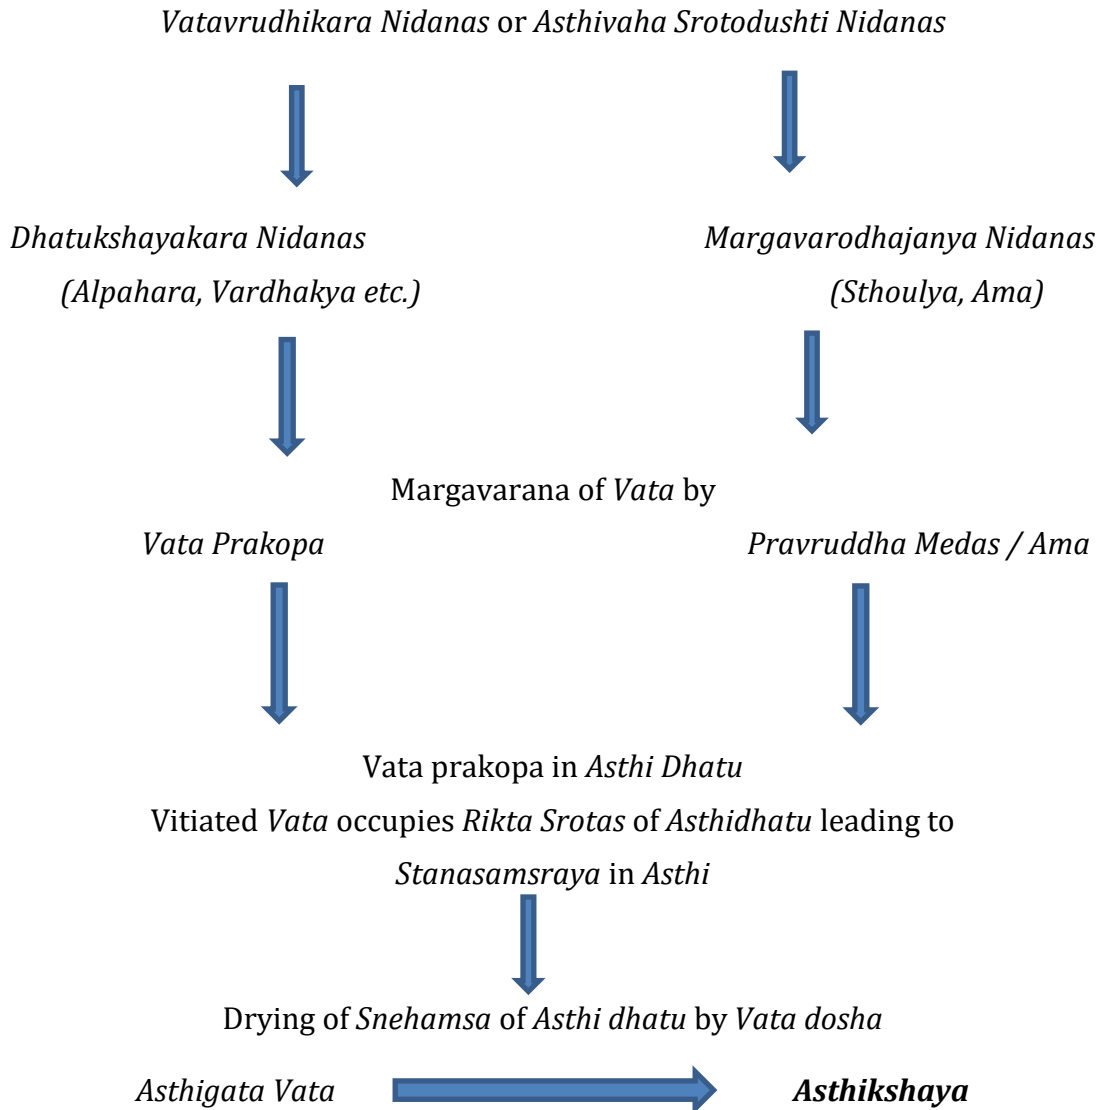 Vatavrudhikara Nidanas or Asthivaha Srotodushti Nidanas
Dhatukshayakara Nidanas
(Alpahara, Vardhakya etc.)
Margavarodhajanya Nidanas
(Sthoulya, Ama)
Margavarana of Vata by
Vata Prakopa
Pravruddha Medas / Ama
Vata prakopa in Asthi Dhatu
Vitiated Vata occupies Rikta Srotas of Asthidhatu leading to
Stanasamsraya in Asthi
Drying of Snehamsa of Asthi dhatu by Vata dosha
Asthigata Vata
Asthikshaya